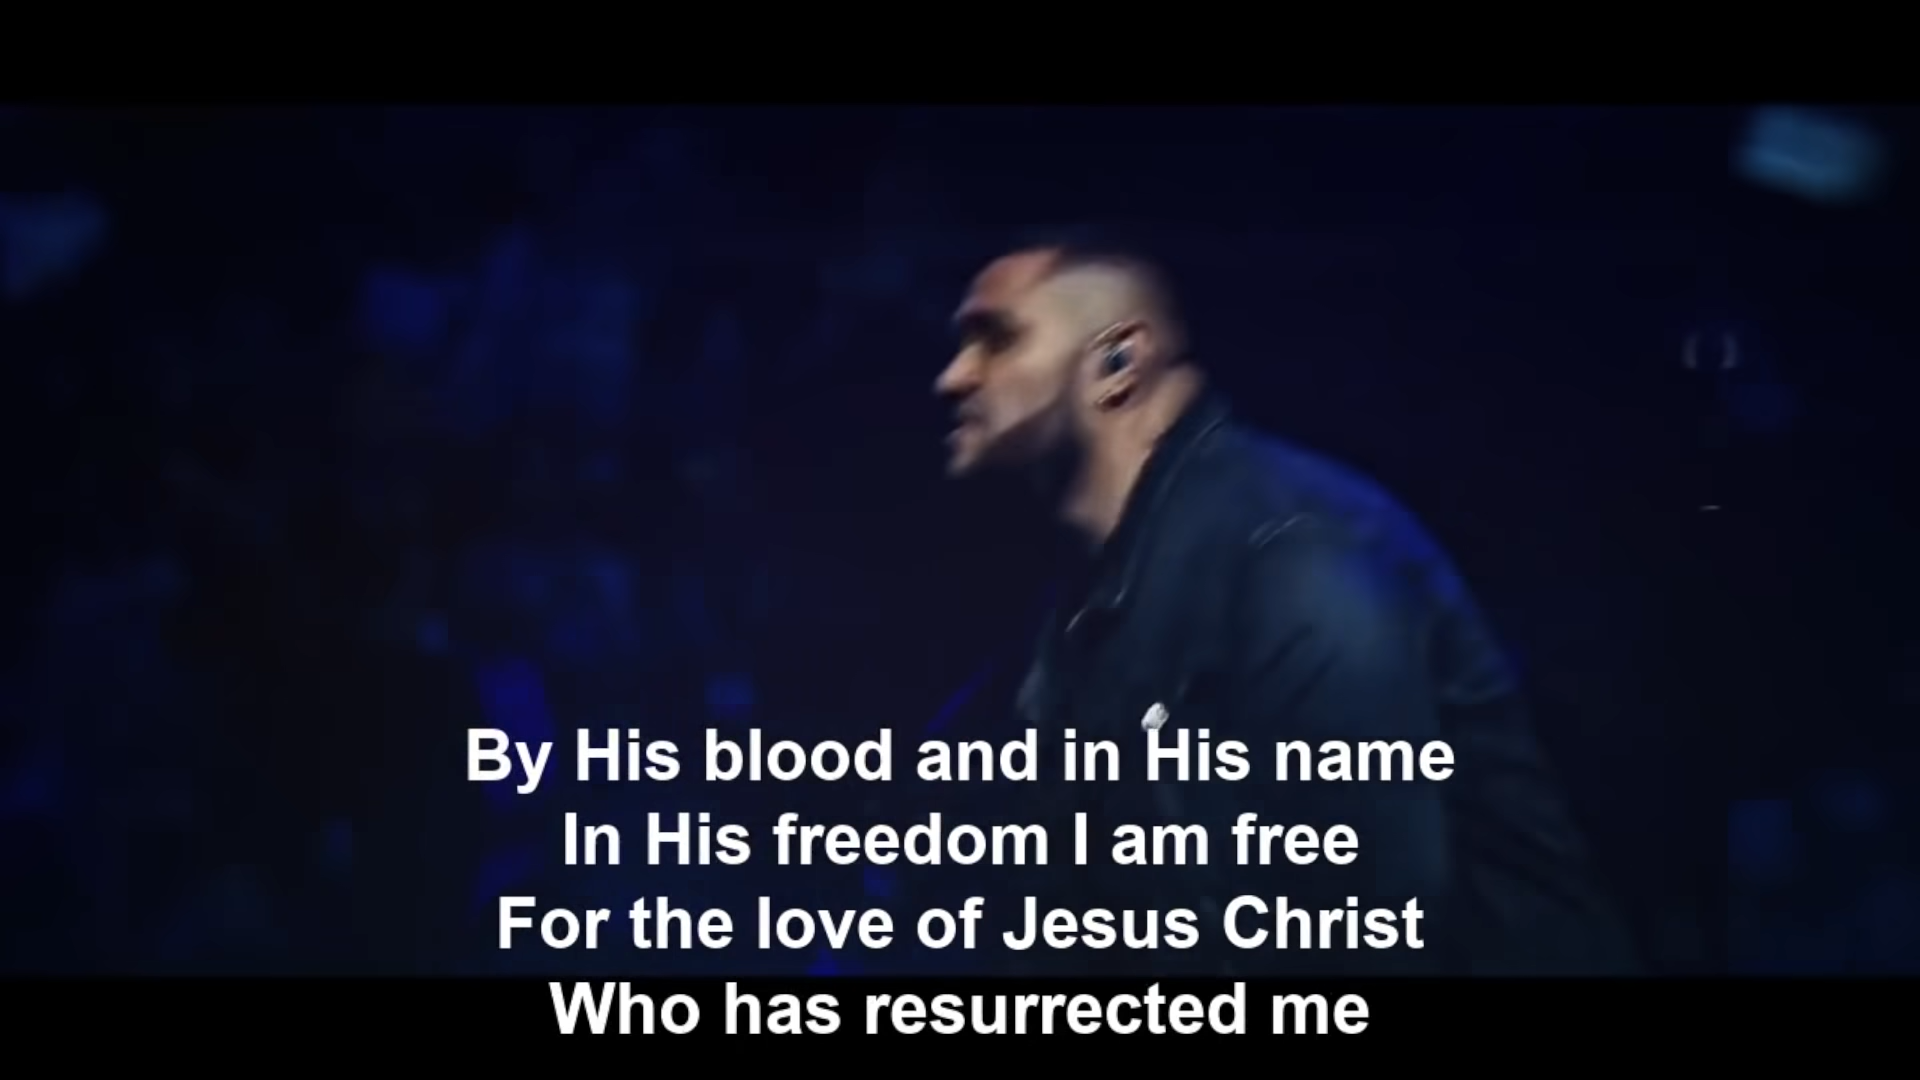 By His blood and in His name
In His freedom I am free
For the love of Jesus Christ
Who has resurrected me